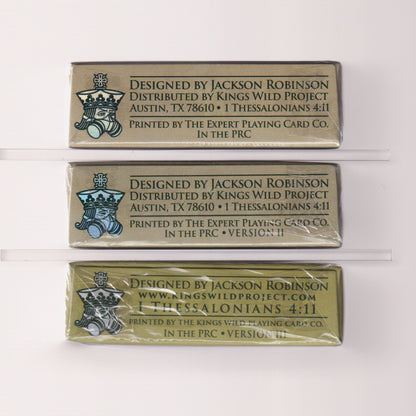 Designed by Jackson Robinson
Distributed by Kings Wild Project
Austin, TX 78610 • 1 Thessalonians 4:11
Printed by The Expert Playing Card Co.
In the PRC
Designed by Jackson Robinson
Distributed by Kings Wild Project
Austin, TX 78610 • 1 Thessalonians 4:11
Printed by The Expert Playing Card Co.
In the PRC • Version II
Designed by Jackson Robinson
www.kingswildproject.com
1 Thessalonians 4:11
Printed by The Kings Wild Playing Card Co.
In the PRC • Version III